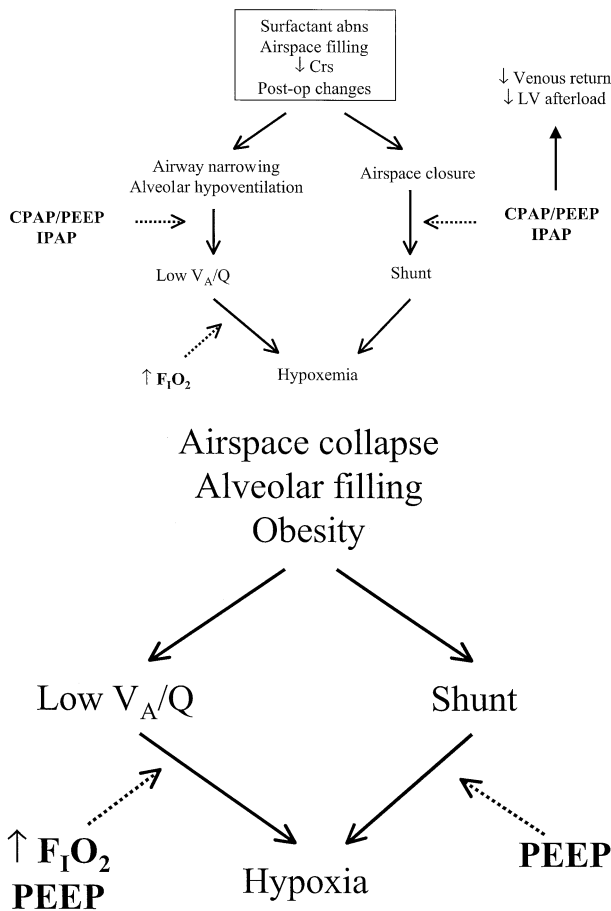 Surfactant abns
Airspace filling
↓ Crs
Post-op changes
↓ Venous return
↓ LV afterload
Airway narrowing
Alveolar hypoventilation
Airspace closure
CPAP/PEEP
IPAP
CPAP/PEEP
IPAP
Low VA/Q
Shunt
↑ FIO2
Hypoxemia
Airspace collapse
Alveolar filling
Obesity
Low VA/Q
Shunt
↑ FIO2
PEEP
PEEP
Hypoxia